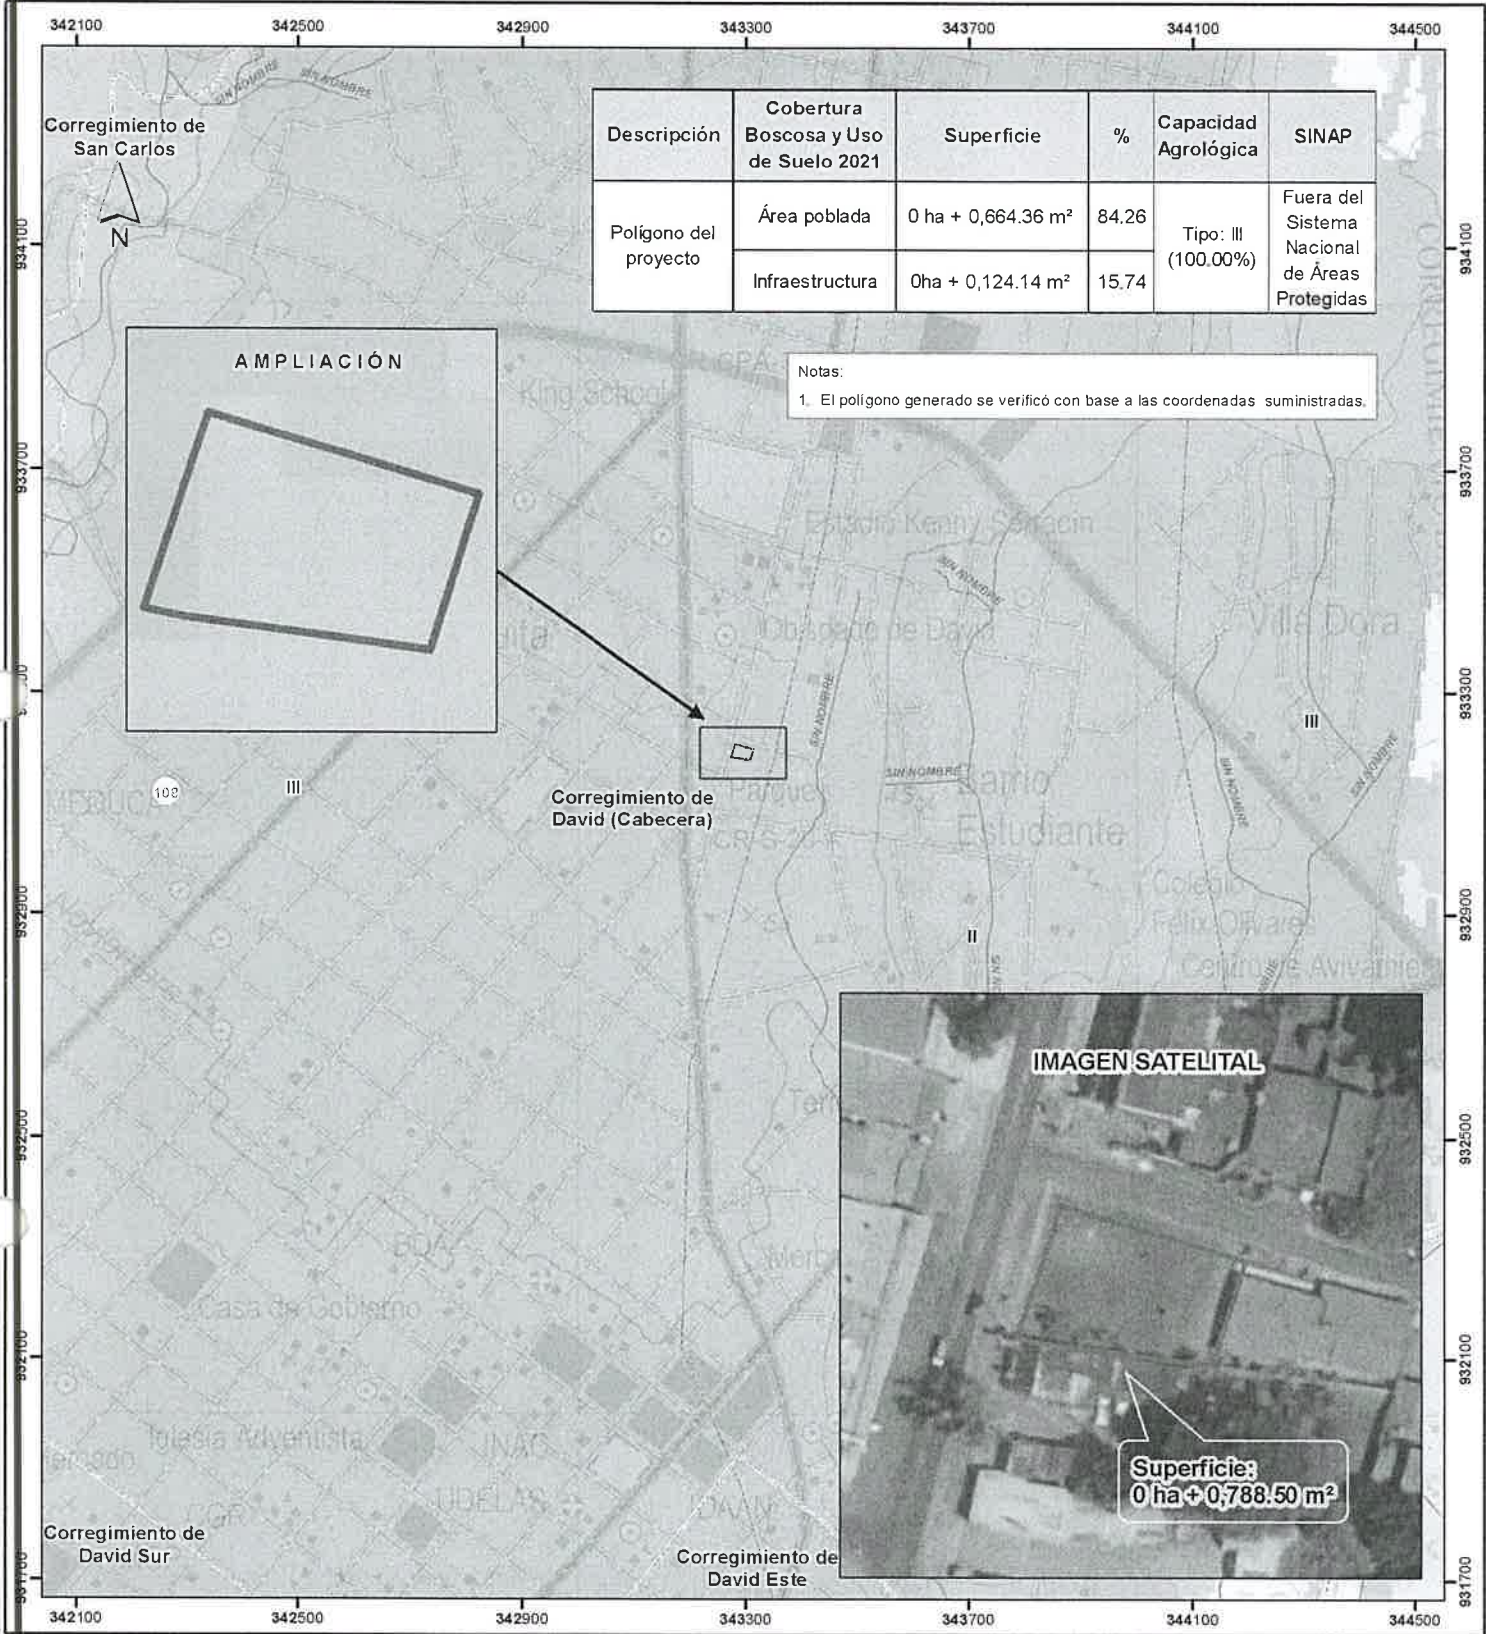 342100 342500 342900 343300 343700 344100 344500
SIN NOMBRE
SIN NOMBRE
Corregimiento de
San Carlos
N
Descripción
Cobertura
Boscosa y Uso
de Suelo 2021
Superficie
%
Capacidad
Agrológica
SINAP
Polígono del
proyecto
Área poblada
0 ha + 0,664.36 m²
84.26
Infraestructura
0ha + 0,124.14 m²
15.74
Tipo: III
(100.00%)
Fuera del
Sistema
Nacional
de Áreas
Protegidas
934100
934100
AMPLIACIÓN
Notas:
1. El polígono generado se verificó con base a las coordenadas suministradas.
King School
933700
933700
Estadio Kenny Serracín
SIN NOMBRE
Obispado de David
Villa Dora
933300
SIN NOMBRE
III
SIN NOMBRE
SIN NOMBRE
SIN NOMBRE
III
Corregimiento de
David (Cabecera)
Parque
Barrio
Estudiante
Colegio
Félix Olivares
932900
932900
II
IMAGEN SATELITAL
932500
932500
Casa de Gobierno
932100
932100
Iglesia Adventista
UDELAS
IDAAN
Superficie:
0 ha + 0,788.50 m²
Corregimiento de
David Sur
Corregimiento de
David Este
931700
931700
342100 342500 342900 343300 343700 344100 344500